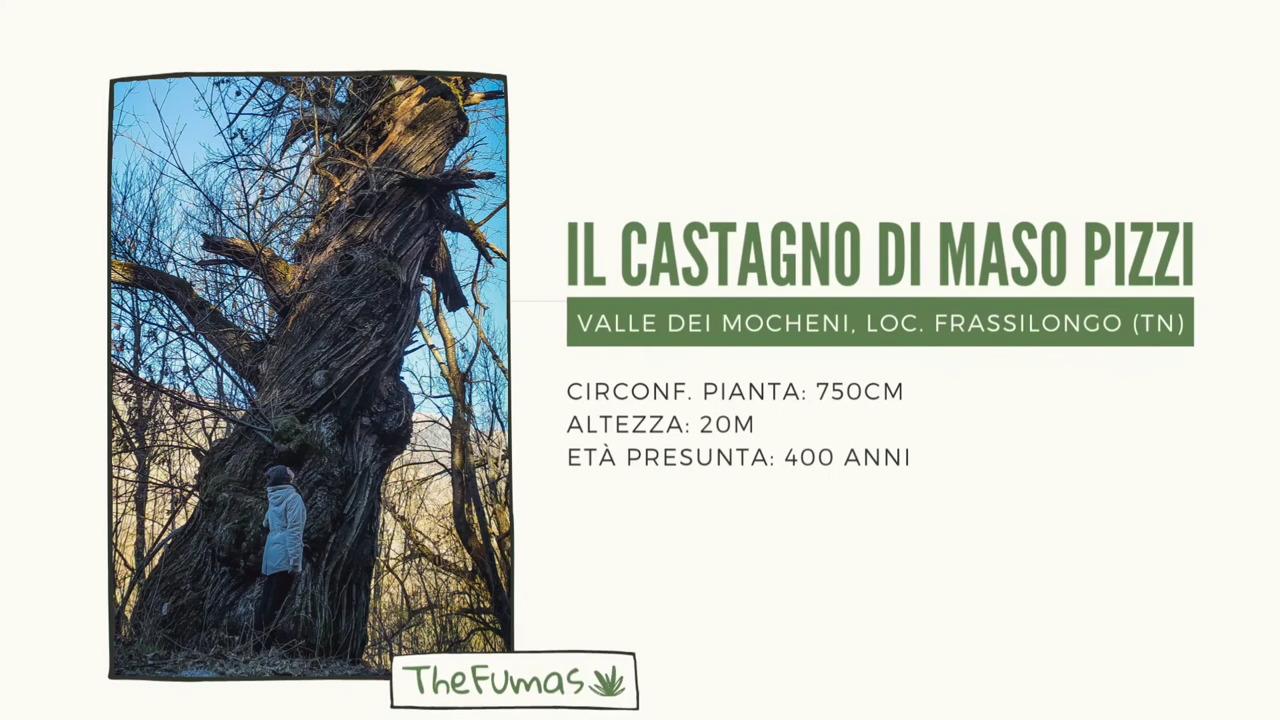 IL CASTAGNO DI MASO PIZZI
VALLE DEI MOCHENI, LOC. FRASSILONGO (TN)
CIRCONF. PIANTA: 750CM
ALTEZZA: 20M
ETÀ PRESUNTA: 400 ANNI
TheFumas